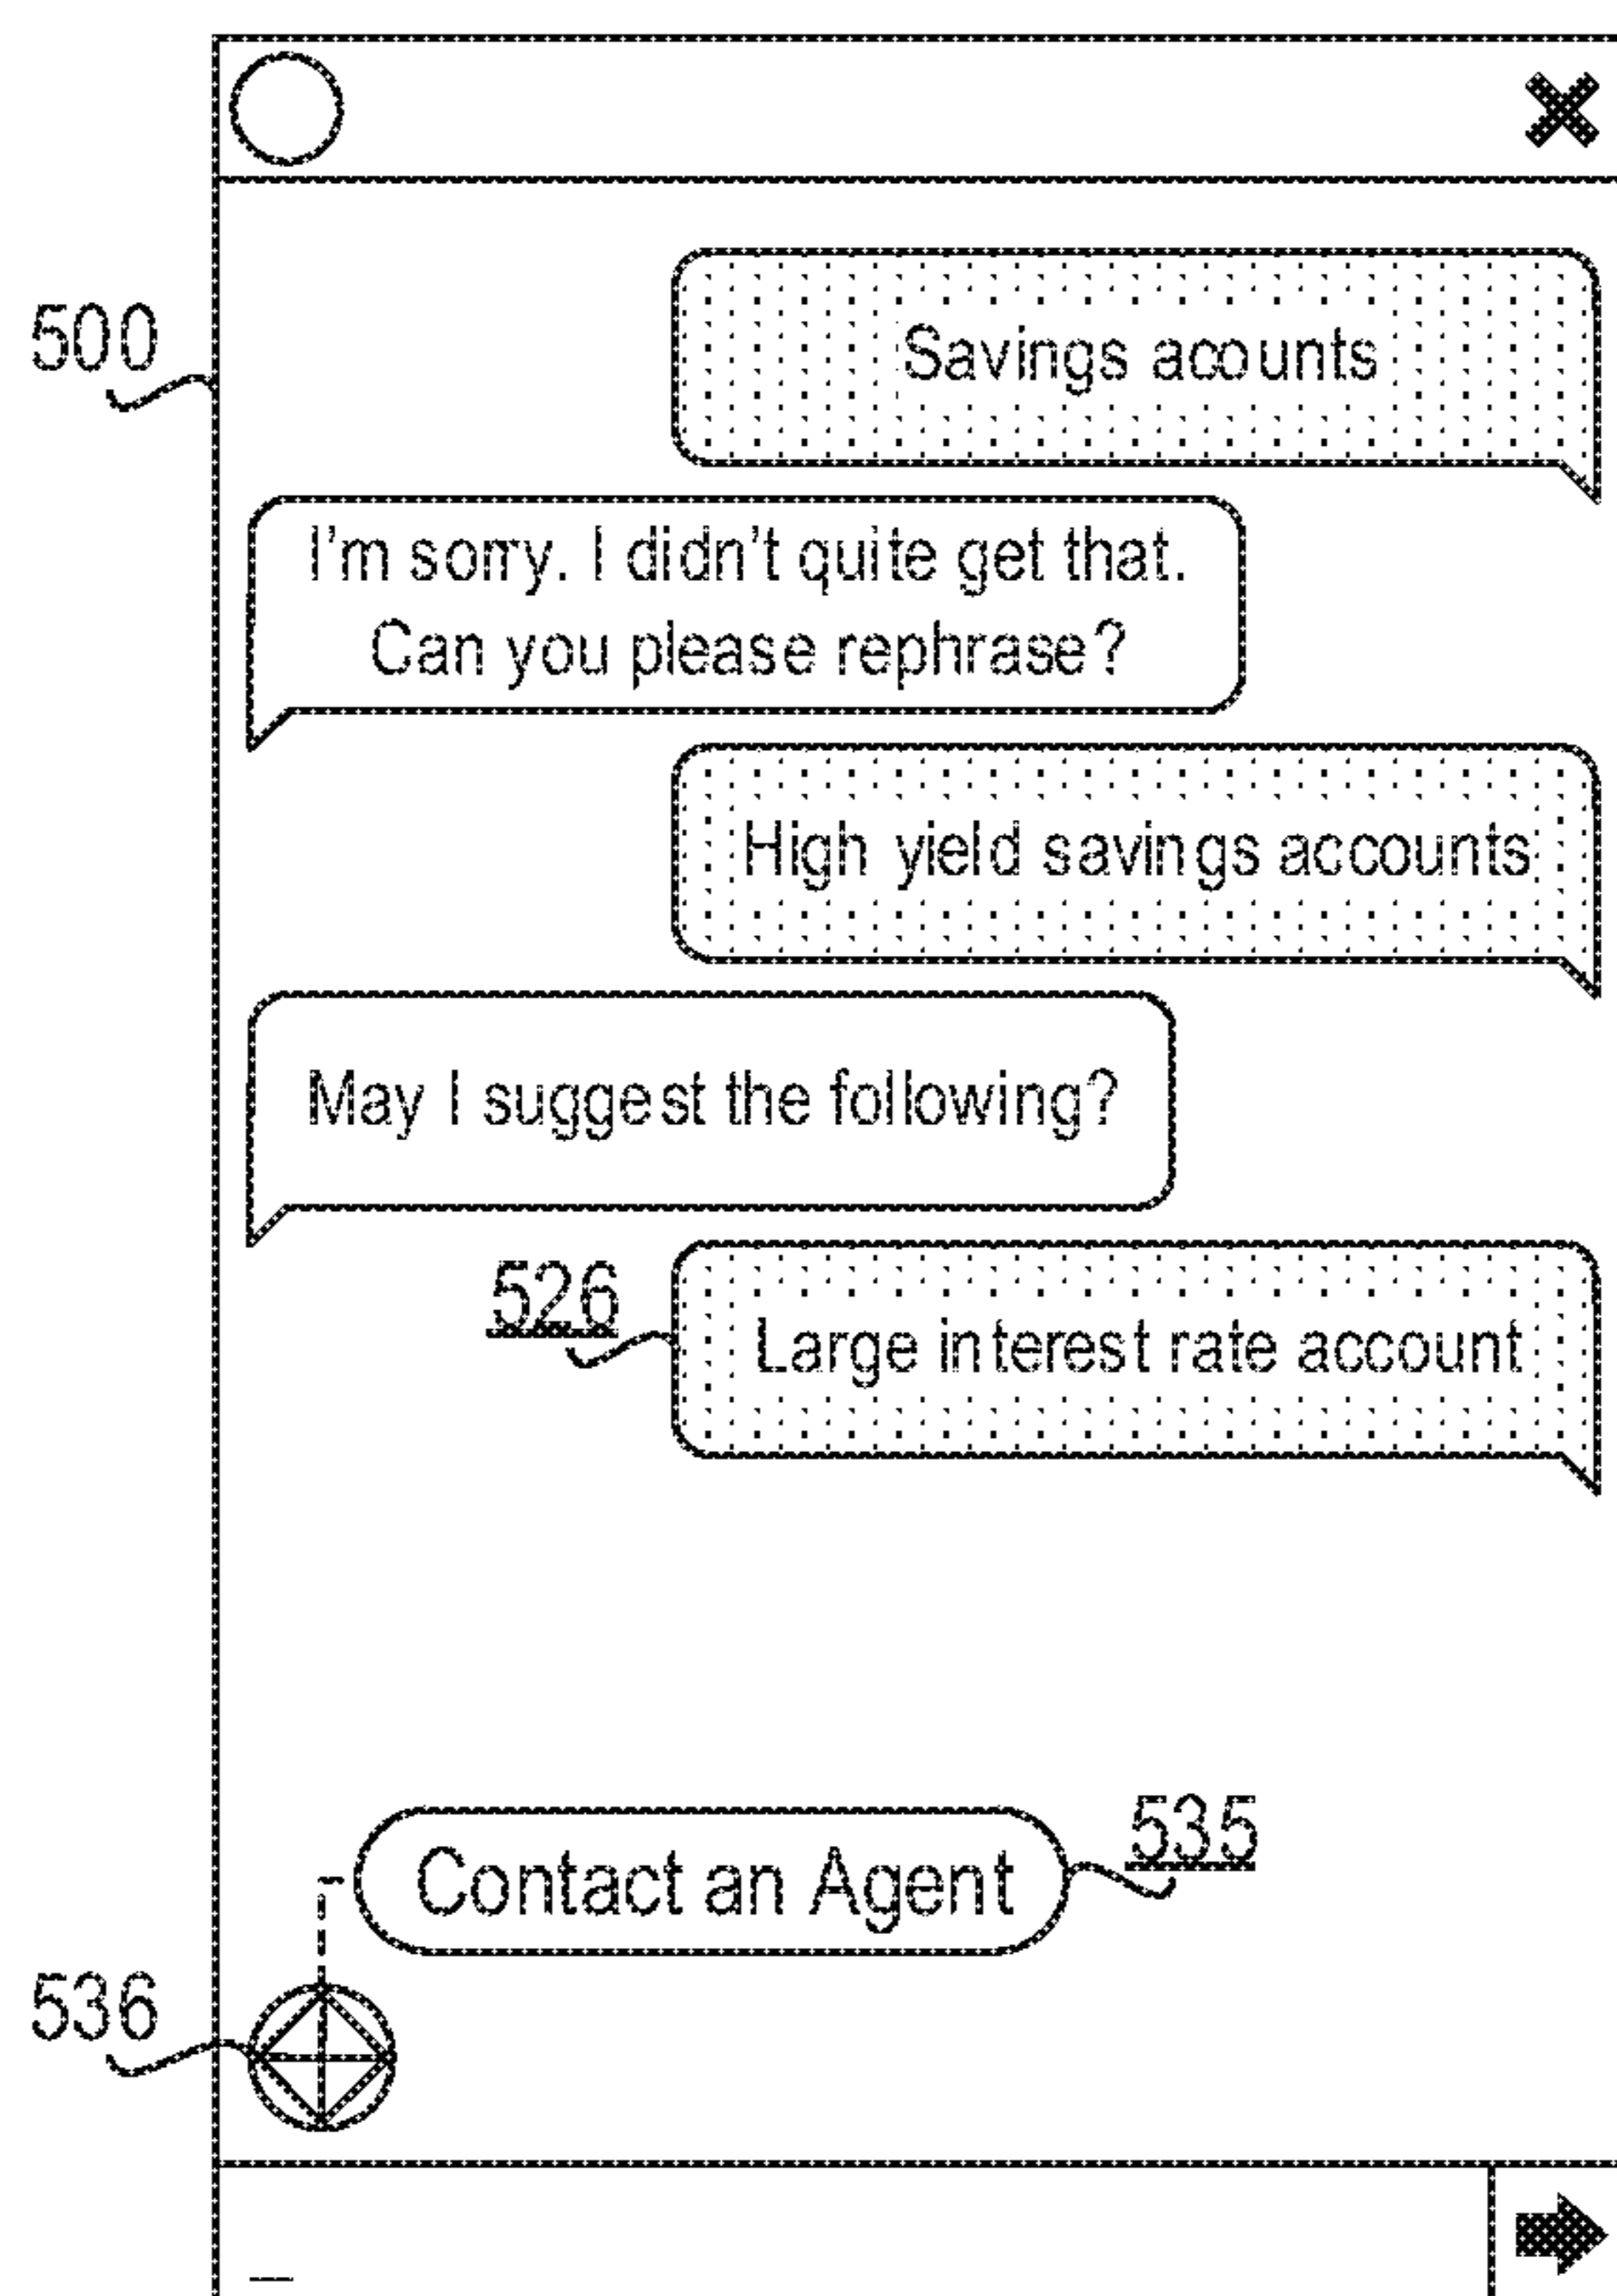 500
Savings acounts
I'm sorry. I didn't quite get that.
Can you please rephrase?
High yield savings accounts
May I suggest the following?
526
Large interest rate account
Contact an Agent
535
536